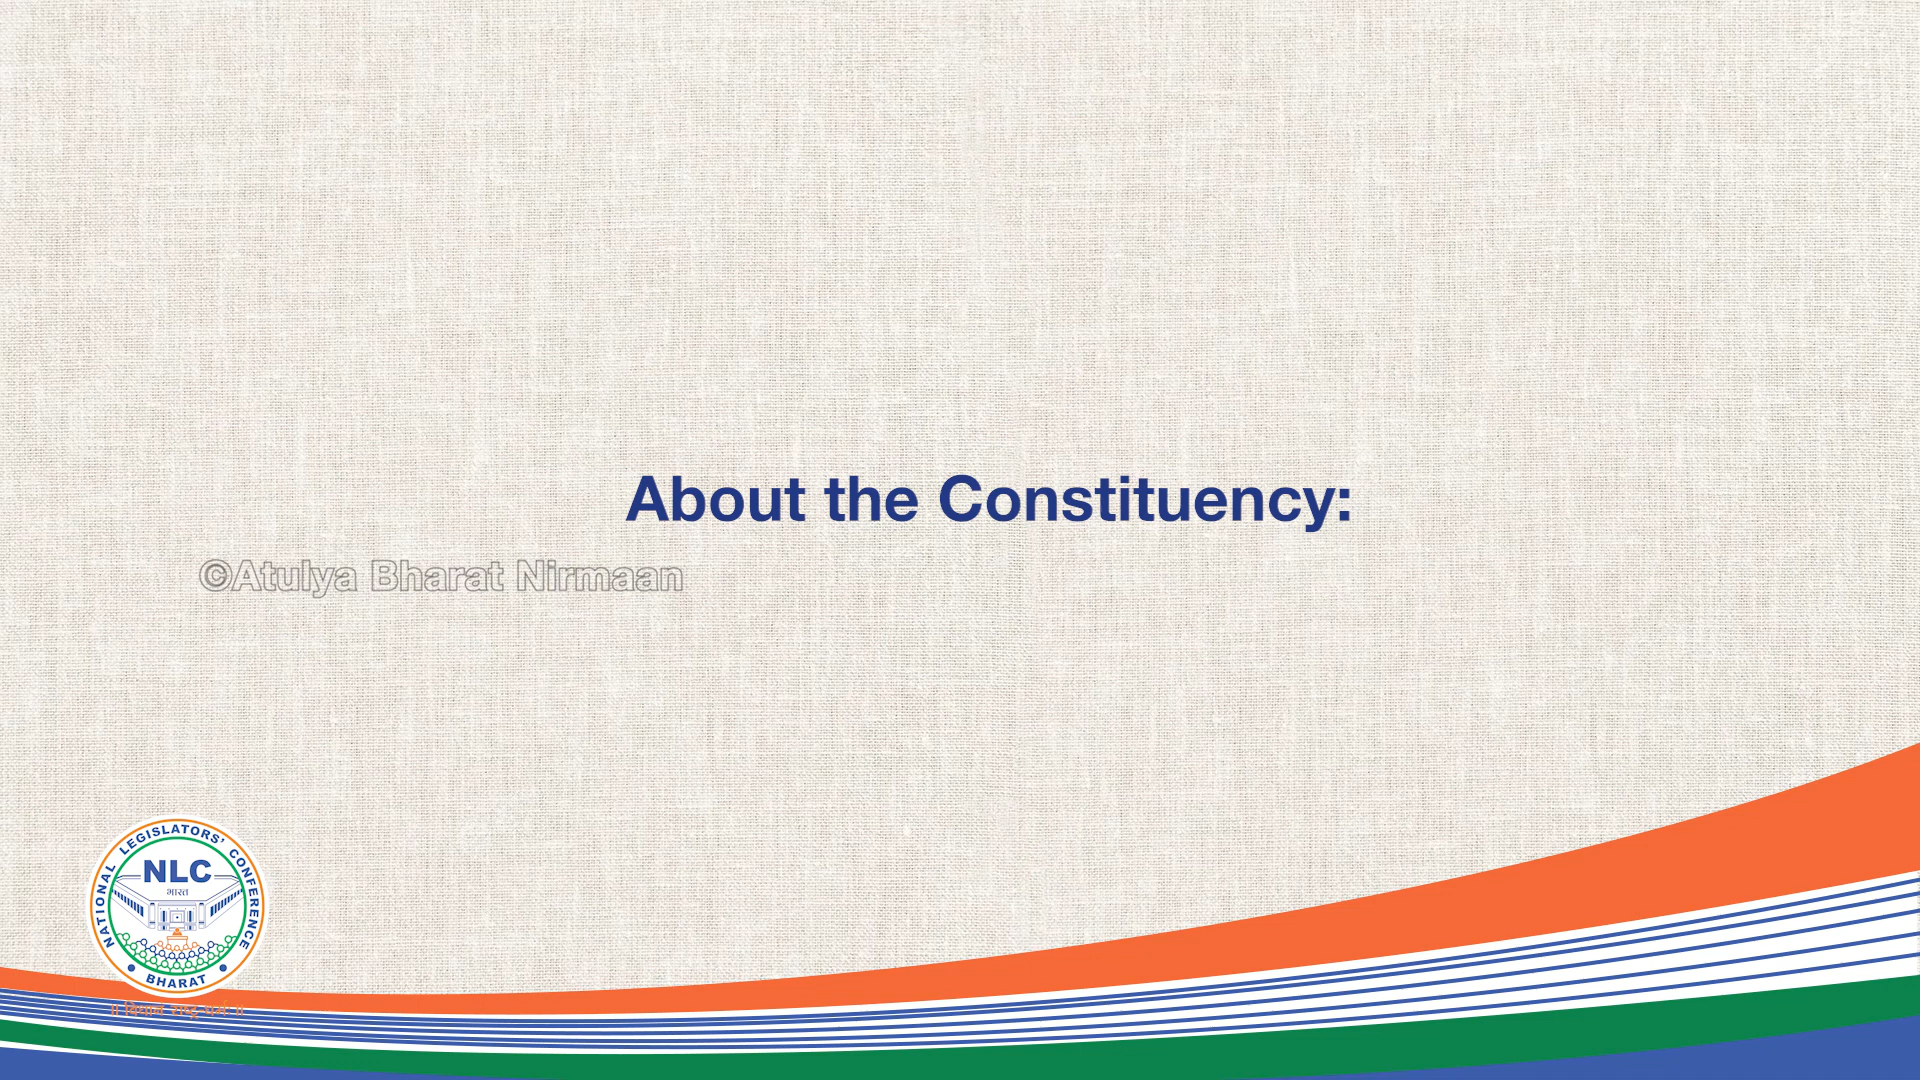 About the Constituency:
©Atulya Bharat Nirmaan
NATIONAL LEGISLATORS' CONFERENCE
NLC
भारत
BHARAT